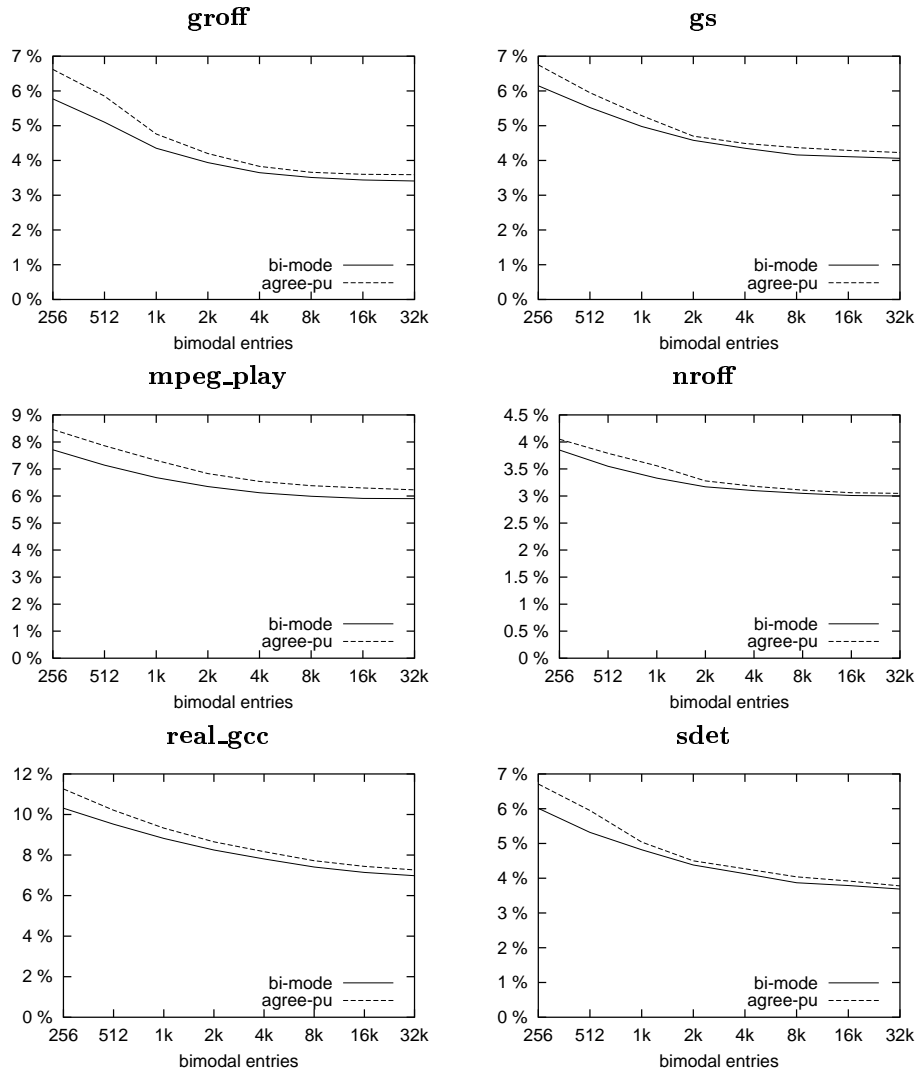 groff
7 %
6 %
5 %
4 %
3 %
2 %
1 %
0 %
bi-mode
agree-pu
256 512 1k 2k 4k 8k 16k 32k
bimodal entries
gs
7 %
6 %
5 %
4 %
3 %
2 %
1 %
0 %
bi-mode
agree-pu
256 512 1k 2k 4k 8k 16k 32k
bimodal entries
mpeg_play
9 %
8 %
7 %
6 %
5 %
4 %
3 %
2 %
1 %
0 %
bi-mode
agree-pu
256 512 1k 2k 4k 8k 16k 32k
bimodal entries
nroff
4.5 %
4 %
3.5 %
3 %
2.5 %
2 %
1.5 %
1 %
0.5 %
0 %
bi-mode
agree-pu
256 512 1k 2k 4k 8k 16k 32k
bimodal entries
real_gcc
12 %
10 %
8 %
6 %
4 %
2 %
0 %
bi-mode
agree-pu
256 512 1k 2k 4k 8k 16k 32k
bimodal entries
sdet
7 %
6 %
5 %
4 %
3 %
2 %
1 %
0 %
bi-mode
agree-pu
256 512 1k 2k 4k 8k 16k 32k
bimodal entries